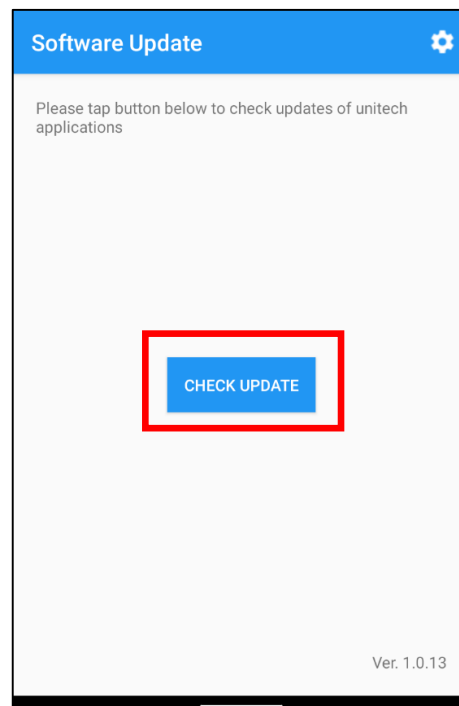 Software Update
Please tap button below to check updates of unitech
applications
CHECK UPDATE
Ver. 1.0.13